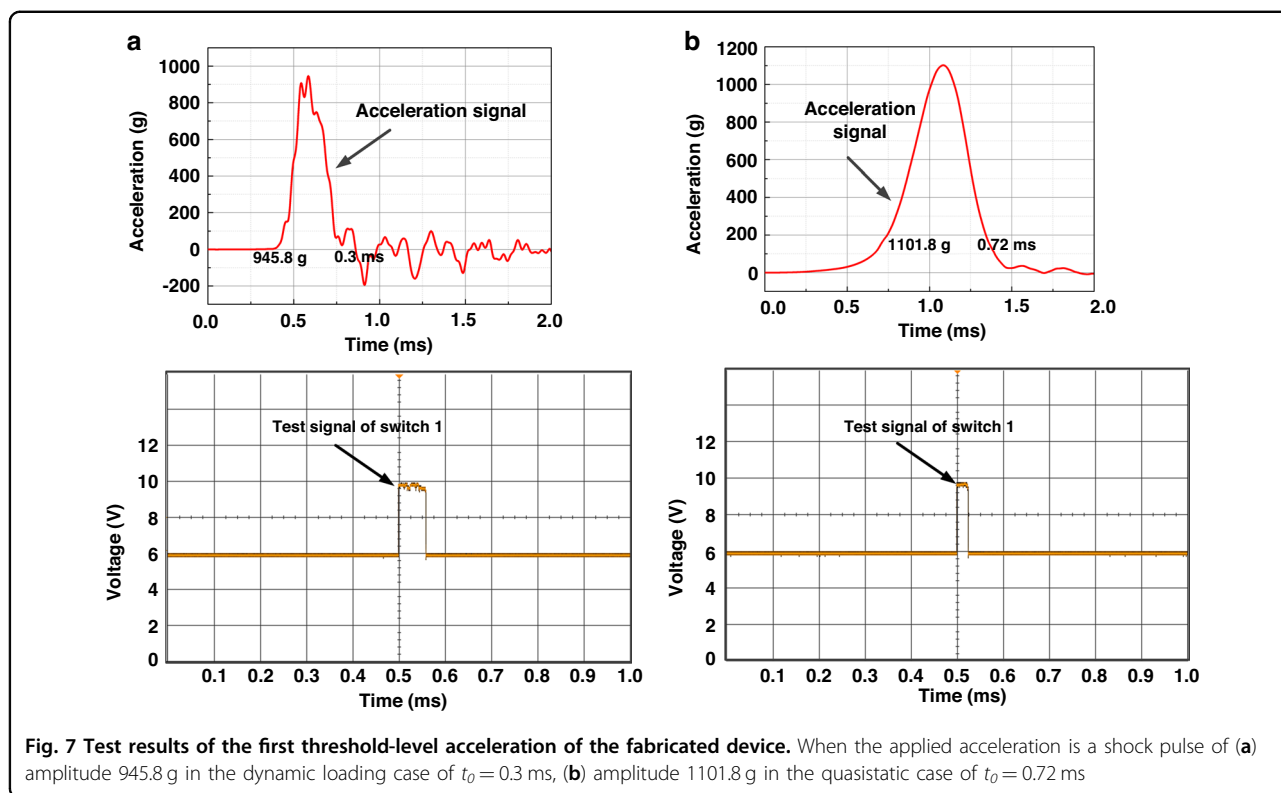 a
1000
800
600
400
200
0
-200
Acceleration (g)
Acceleration signal
945.8 g
0.3 ms
0.0 0.5 1.0 1.5 2.0
Time (ms)
b
1200
1000
800
600
400
200
0
Acceleration (g)
Acceleration
signal
1101.8 g
0.72 ms
0.0 0.5 1.0 1.5 2.0
Time (ms)
12
10
8
6
4
2
0
Voltage (V)
Test signal of switch 1
0.1 0.2 0.3 0.4 0.5 0.6 0.7 0.8 0.9 1.0
Time (ms)
12
10
8
6
4
2
0
Voltage (V)
Test signal of switch 1
0.1 0.2 0.3 0.4 0.5 0.6 0.7 0.8 0.9 1.0
Time (ms)
Fig. 7 Test results of the first threshold-level acceleration of the fabricated device. When the applied acceleration is a shock pulse of (a)
amplitude 945.8 g in the dynamic loading case of t0 = 0.3 ms, (b) amplitude 1101.8 g in the quasistatic case of t0 = 0.72 ms